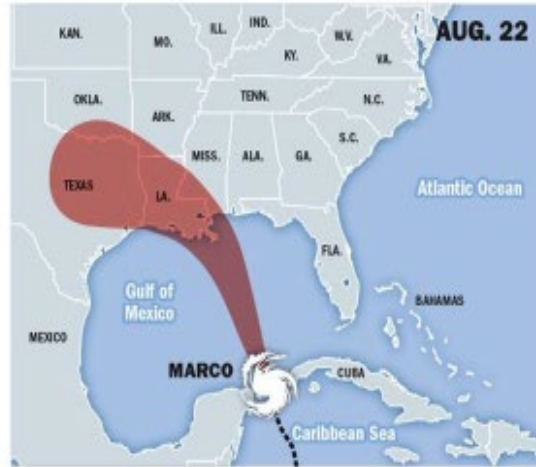 AUG. 22
KAN.
MO.
ILL.
IND.
W.V.
KY.
VA.
OKLA.
ARK.
TENN.
N.C.
S.C.
MISS.
ALA.
GA.
TEXAS
LA.
Atlantic Ocean
FLA.
Gulf of
Mexico
BAHAMAS
MEXICO
MARCO
CUBA
Caribbean Sea